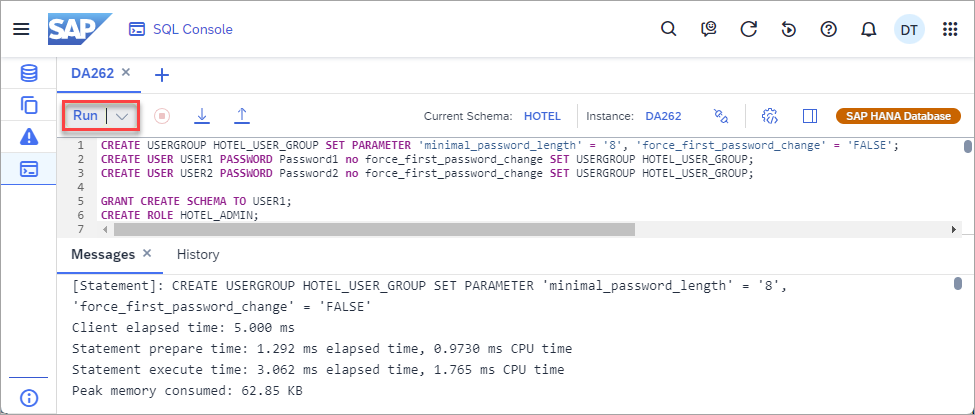 SAP SQL Console DT
DA262 × +
Run Current Schema: HOTEL Instance: DA262 SAP HANA Database
1 CREATE USERGROUP HOTEL_USER_GROUP SET PARAMETER 'minimal_password_length' = '8', 'force_first_password_change' = 'FALSE';
2 CREATE USER USER1 PASSWORD Password1 no force_first_password_change SET USERGROUP HOTEL_USER_GROUP;
3 CREATE USER USER2 PASSWORD Password2 no force_first_password_change SET USERGROUP HOTEL_USER_GROUP;
4
5 GRANT CREATE SCHEMA TO USER1;
6 CREATE ROLE HOTEL_ADMIN;
7
Messages × History
[Statement]: CREATE USERGROUP HOTEL_USER_GROUP SET PARAMETER 'minimal_password_length' = '8',
'force_first_password_change' = 'FALSE'
Client elapsed time: 5.000 ms
Statement prepare time: 1.292 ms elapsed time, 0.9730 ms CPU time
Statement execute time: 3.062 ms elapsed time, 1.765 ms CPU time
Peak memory consumed: 62.85 KB